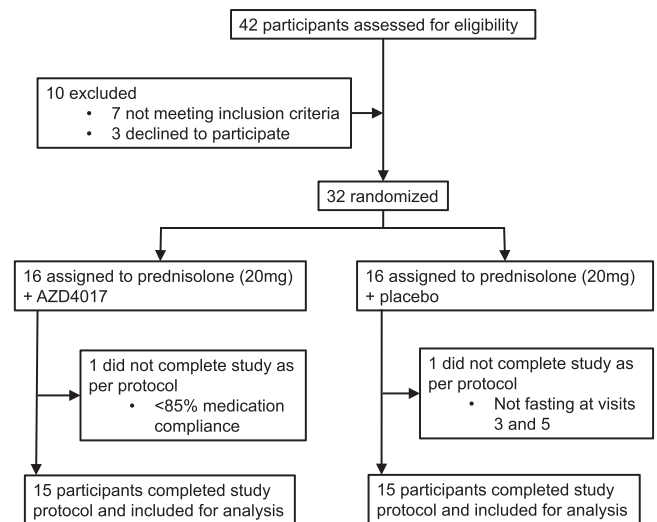 42 participants assessed for eligibility
10 excluded
• 7 not meeting inclusion criteria
• 3 declined to participate
32 randomized
16 assigned to prednisolone (20mg)
+ AZD4017
16 assigned to prednisolone (20mg)
+ placebo
1 did not complete study as
per protocol
• <85% medication
compliance
1 did not complete study as
per protocol
• Not fasting at visits
3 and 5
15 participants completed study
protocol and included for analysis
15 participants completed study
protocol and included for analysis